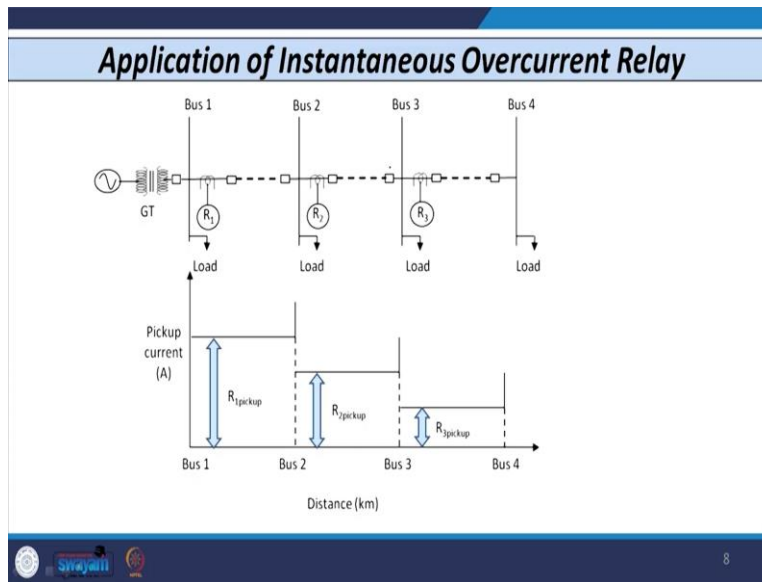 Application of Instantaneous Overcurrent Relay
Bus 1 Bus 2 Bus 3 Bus 4
GT
R1 R2 R3
Load Load Load Load
Pickup
current
(A)
R1pickup
R2pickup
R3pickup
Bus 1 Bus 2 Bus 3 Bus 4
Distance (km)
swayam
8